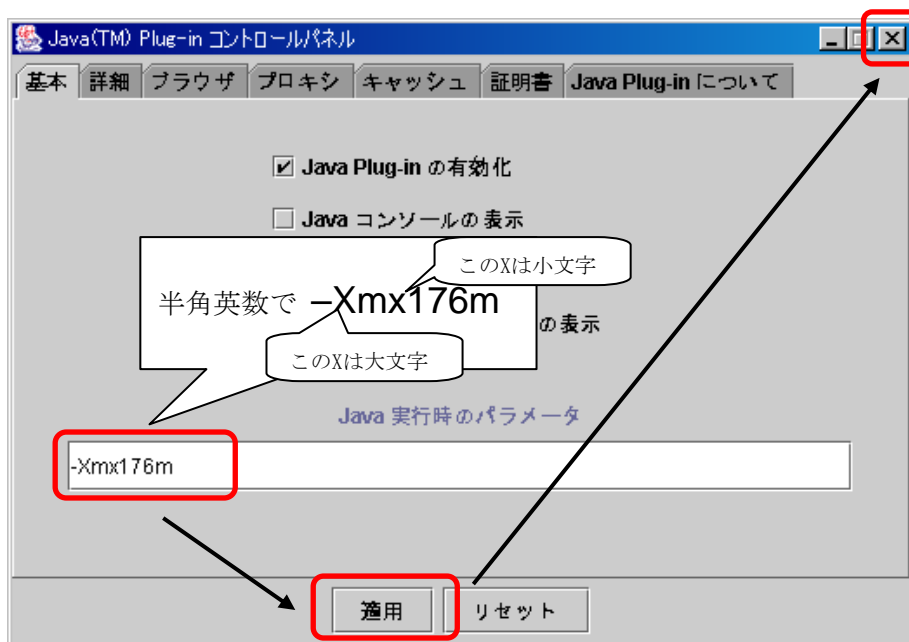 Java(TM) Plug-in コントロールパネル
基本 詳細 ブラウザ プロキシ キャッシュ 証明書 Java Plug-in について
Java Plug-in の有効化
Java コンソールの表示
このXは小文字
半角英数で –Xmx176m
の表示
このXは大文字
Java 実行時のパラメータ
-Xmx176m
適用 リセット